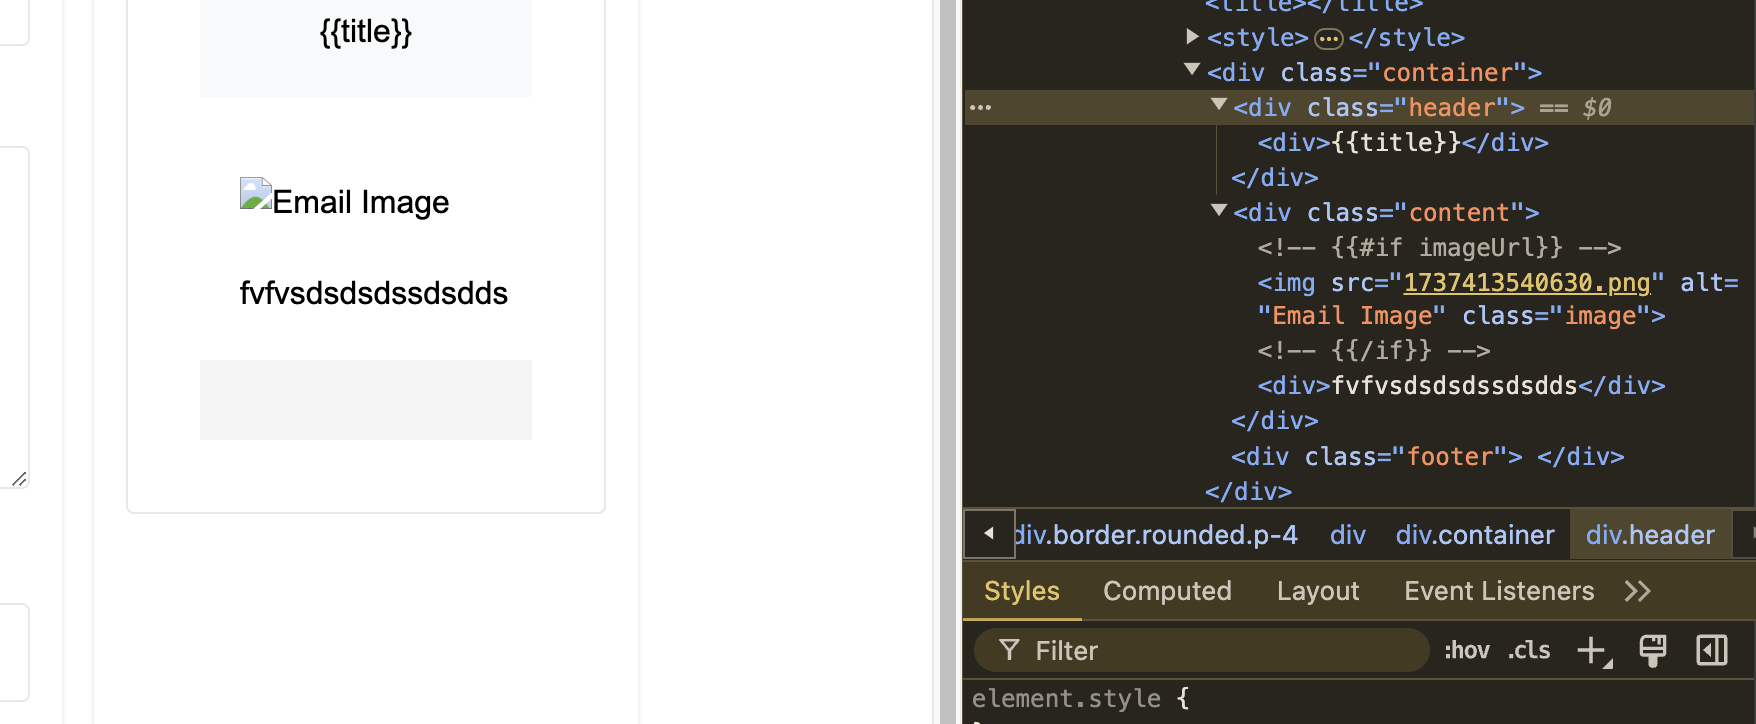 {{title}}
Email Image
fvfvsdsdsdssdsdds
<title></title>
<style>…</style>
<div class="container">
<div class="header"> == $0
<div>{{title}}</div>
</div>
<div class="content">
<!-- {{#if imageUrl}} -->
<img src="1737413540630.png" alt=
"Email Image" class="image">
<!-- {{/if}} -->
<div>fvfvsdsdsdssdsdds</div>
</div>
<div class="footer"> </div>
</div>
div.border.rounded.p-4 div div.container div.header
Styles Computed Layout Event Listeners
Filter :hov .cls
element.style {